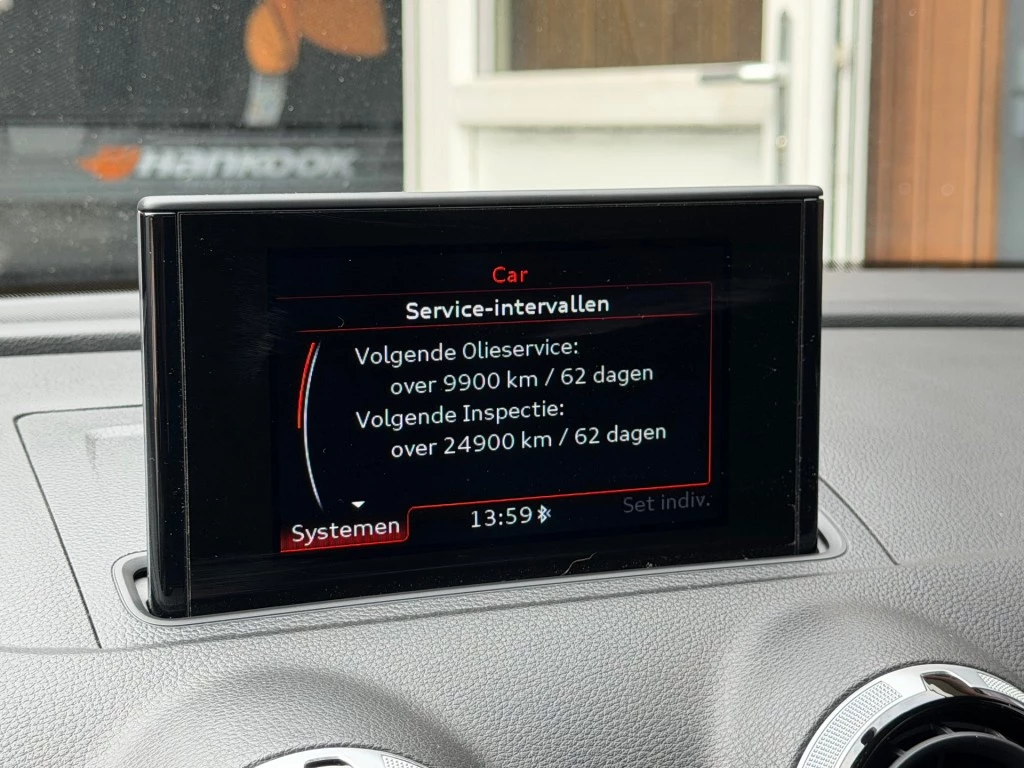 HANKOOK
Car
Service-intervallen
Volgende Olieservice:
over 9900 km / 62 dagen
Volgende Inspectie:
over 24900 km / 62 dagen
Set indiv.
Systemen
13:59